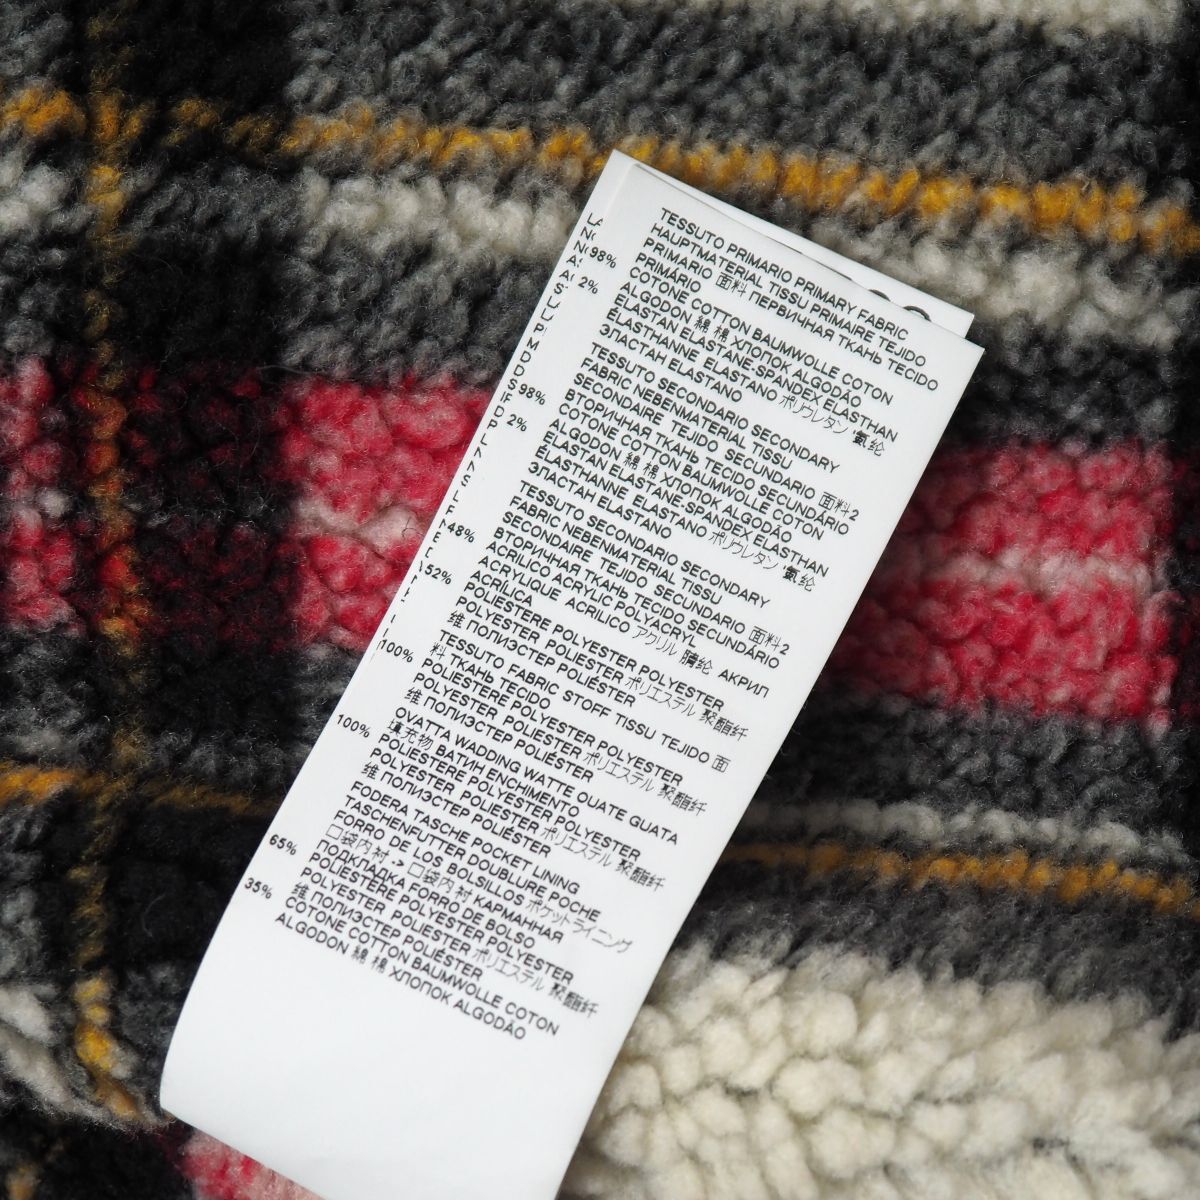 TESSUTO PRIMARIO PRIMARY FABRIC
HAUPTMATERIAL TISSU PRIMAIRE TEJIDO
PRIMARIO 面料 ПЕРВИЧНАЯ ТКАНЬ TECIDO
PRIMÁRIO
98% COTONE COTTON BAUMWOLLE COTON
ALGODON 綿 棉 ХЛОПОК ALGODÃO
2% ELASTAN ELASTANE-SPANDEX ELASTHAN
ÉLASTHANNE ELASTANO ポリウレタン 氨纶
ЭЛАСТАН ELASTANO
TESSUTO SECONDARIO SECONDARY
FABRIC NEBENMATERIAL TISSU
SECONDAIRE TEJIDO SECUNDARIO 面料2
ВТОРИЧНАЯ ТКАНЬ TECIDO SECUNDÁRIO
98% COTONE COTTON BAUMWOLLE COTON
ALGODON 綿 棉 ХЛОПОК ALGODÃO
2% ELASTAN ELASTANE-SPANDEX ELASTHAN
ÉLASTHANNE ELASTANO ポリウレタン 氨纶
ЭЛАСТАН ELASTANO
TESSUTO SECONDARIO SECONDARY
FABRIC NEBENMATERIAL TISSU
SECONDAIRE TEJIDO SECUNDARIO 面料2
ВТОРИЧНАЯ ТКАНЬ TECIDO SECUNDÁRIO
48% ACRILICO ACRYLIC POLYACRYL
ACRYLIQUE ACRILICO アクリル 腈纶 АКРИЛ
ACRÍLICA
52% POLIESTERE POLYESTER POLYESTER
POLYESTER POLIESTER ポリエステル 聚酯纤
维 ПОЛИЭСТЕР POLIÉSTER
TESSUTO FABRIC STOFF TISSU TEJIDO 面
料 ТКАНЬ TECIDO
100% POLIESTERE POLYESTER POLYESTER
POLYESTER POLIESTER ポリエステル 聚酯纤
维 ПОЛИЭСТЕР POLIÉSTER
OVATTA WADDING WATTE OUATE GUATA
填充物 ВАТИН ENCHIMENTO
100% POLIESTERE POLYESTER POLYESTER
POLYESTER POLIESTER ポリエステル 聚酯纤
维 ПОЛИЭСТЕР POLIÉSTER
FODERA TASCHE POCKET LINING
TASCHENFUTTER DOUBLURE POCHE
FORRO DE LOS BOLSILLOS ポケットライニング
口袋内衬-> 口袋内衬 КАРМАННАЯ
ПОДКЛАДКА FORRO DE BOLSO
65% POLIESTERE POLYESTER POLYESTER
POLYESTER POLIESTER ポリエステル 聚酯纤
维 ПОЛИЭСТЕР POLIÉSTER
35% COTONE COTTON BAUMWOLLE COTON
ALGODON 綿 棉 ХЛОПОК ALGODÃO